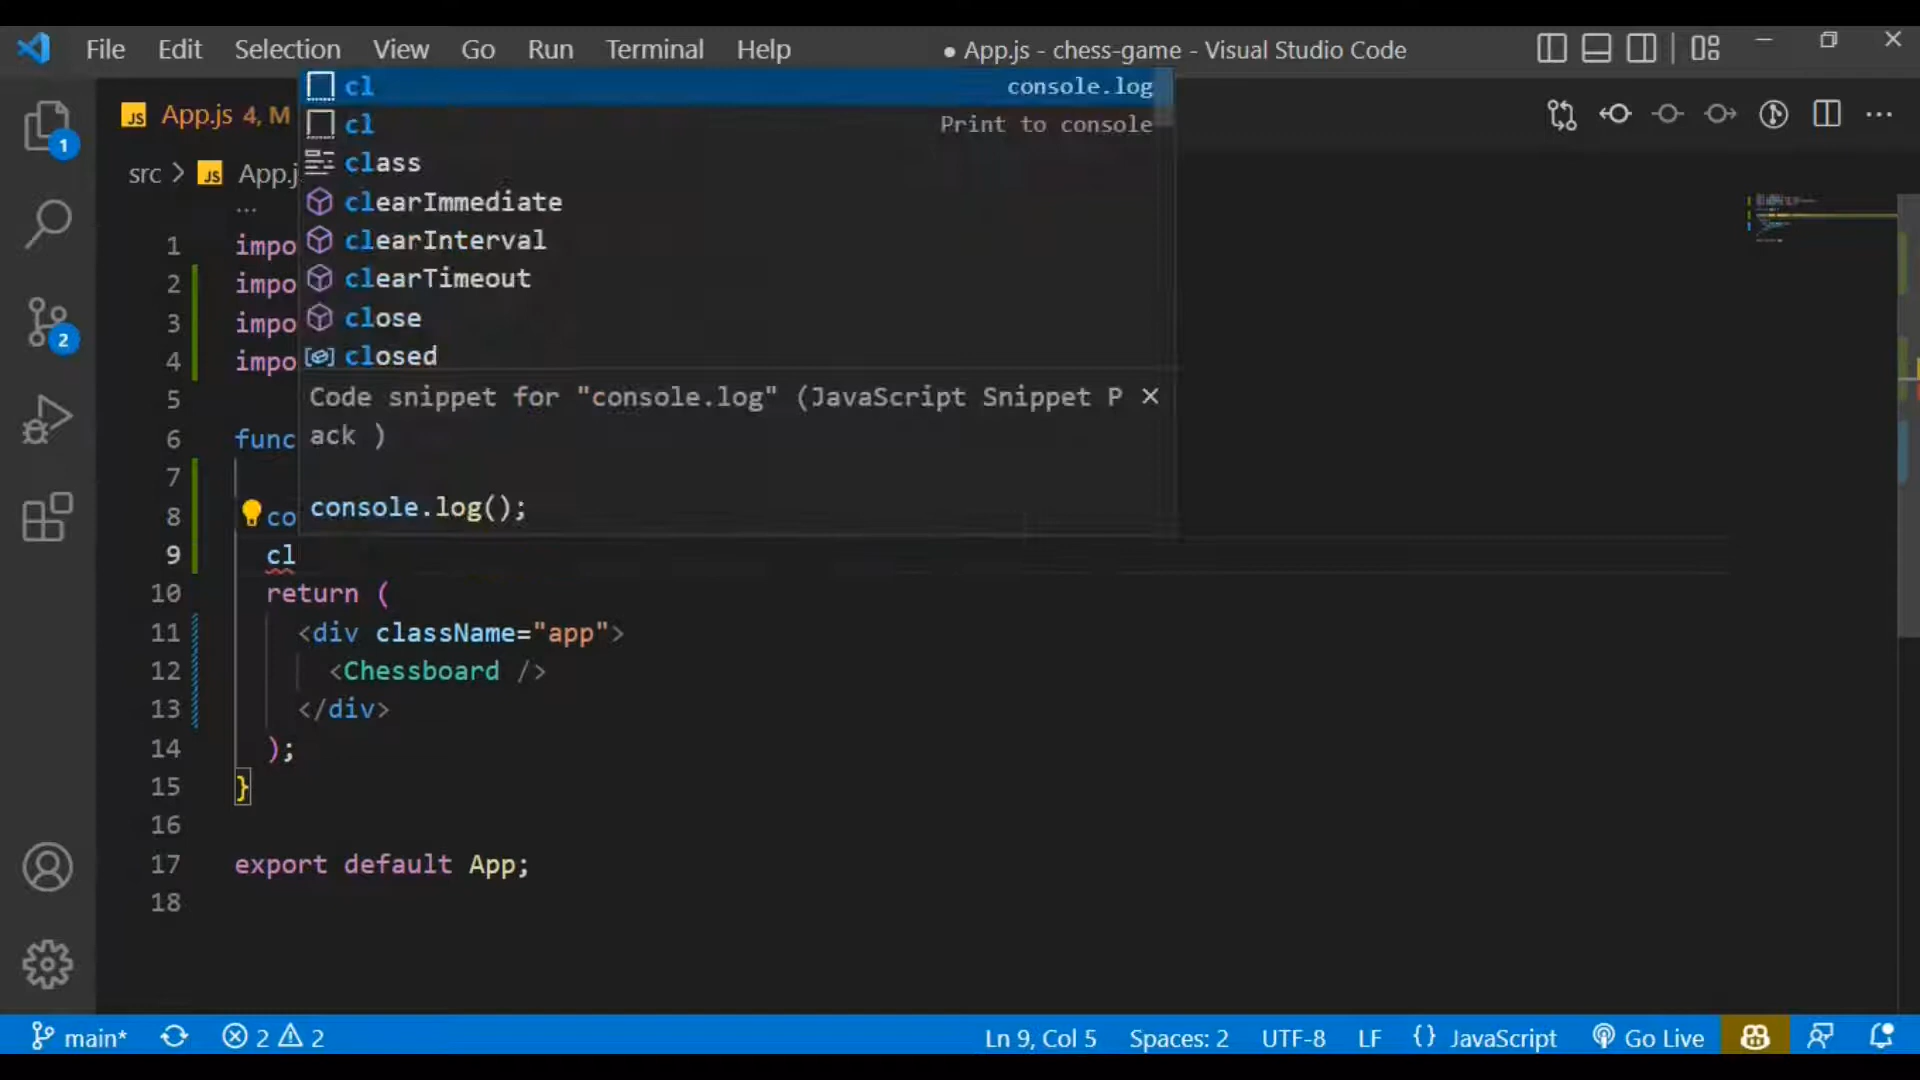 File Edit Selection View Go Run Terminal Help ● App.js - chess-game - Visual Studio Code
cl console.log
App.js 4, M
cl Print to console
1
class
src > JS App.j
clearImmediate
...
clearInterval
1 impo
clearTimeout
2 impo
close
3 impo
2
closed
4 impo
Code snippet for "console.log" (JavaScript Snippet P
5
ack )
6 func
7
console.log();
8 co
9 cl
10 return (
11 <div className="app">
12 <Chessboard />
13 </div>
14 );
15 }
16
17 export default App;
18
main* 2 2 Ln 9, Col 5 Spaces: 2 UTF-8 LF {} JavaScript Go Live